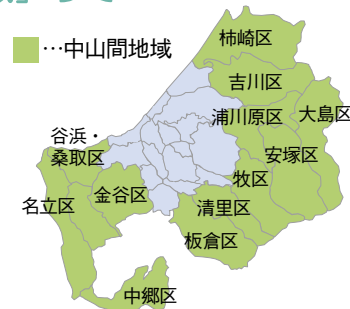 …中山間地域
柿崎区
吉川区
浦川原区
大島区
安塚区
谷浜・
桑取区
牧区
金谷区
名立区
清里区
板倉区
中郷区